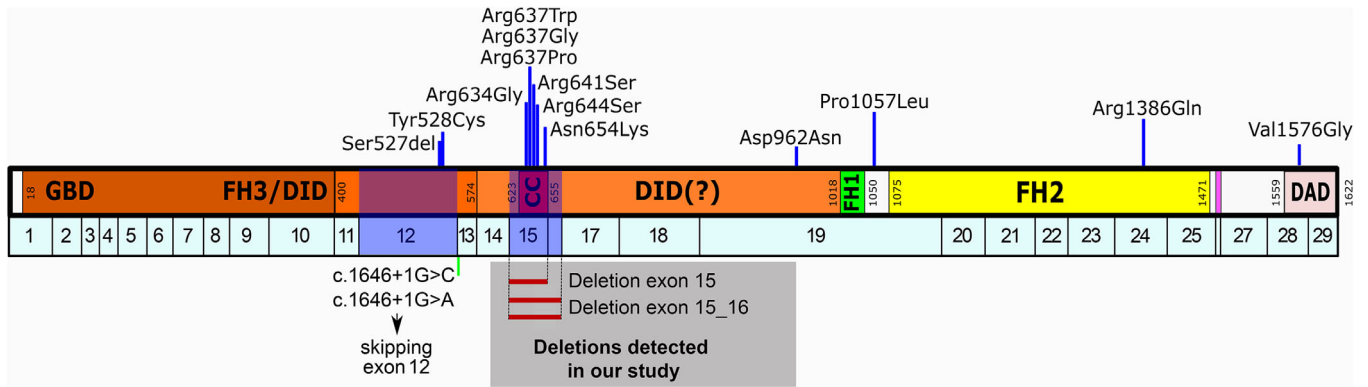 Arg637Trp
Arg637Gly
Arg637Pro
Arg634Gly Arg641Ser
Tyr528Cys Arg644Ser Pro1057Leu Arg1386Gln
Ser527del Asn654Lys Asp962Asn Val1576Gly
18 GBD FH3/DID 400 574 623 CC 655 DID(?) 1018 FH1 1050 1075 FH2 1471 1559 DAD 1622
1 2 3 4 5 6 7 8 9 10 11 12 13 14 15 17 18 19 20 21 22 23 24 25 27 28 29
c.1646+1G>C Deletion exon 15
c.1646+1G>A Deletion exon 15_16
skipping
exon 12
Deletions detected
in our study